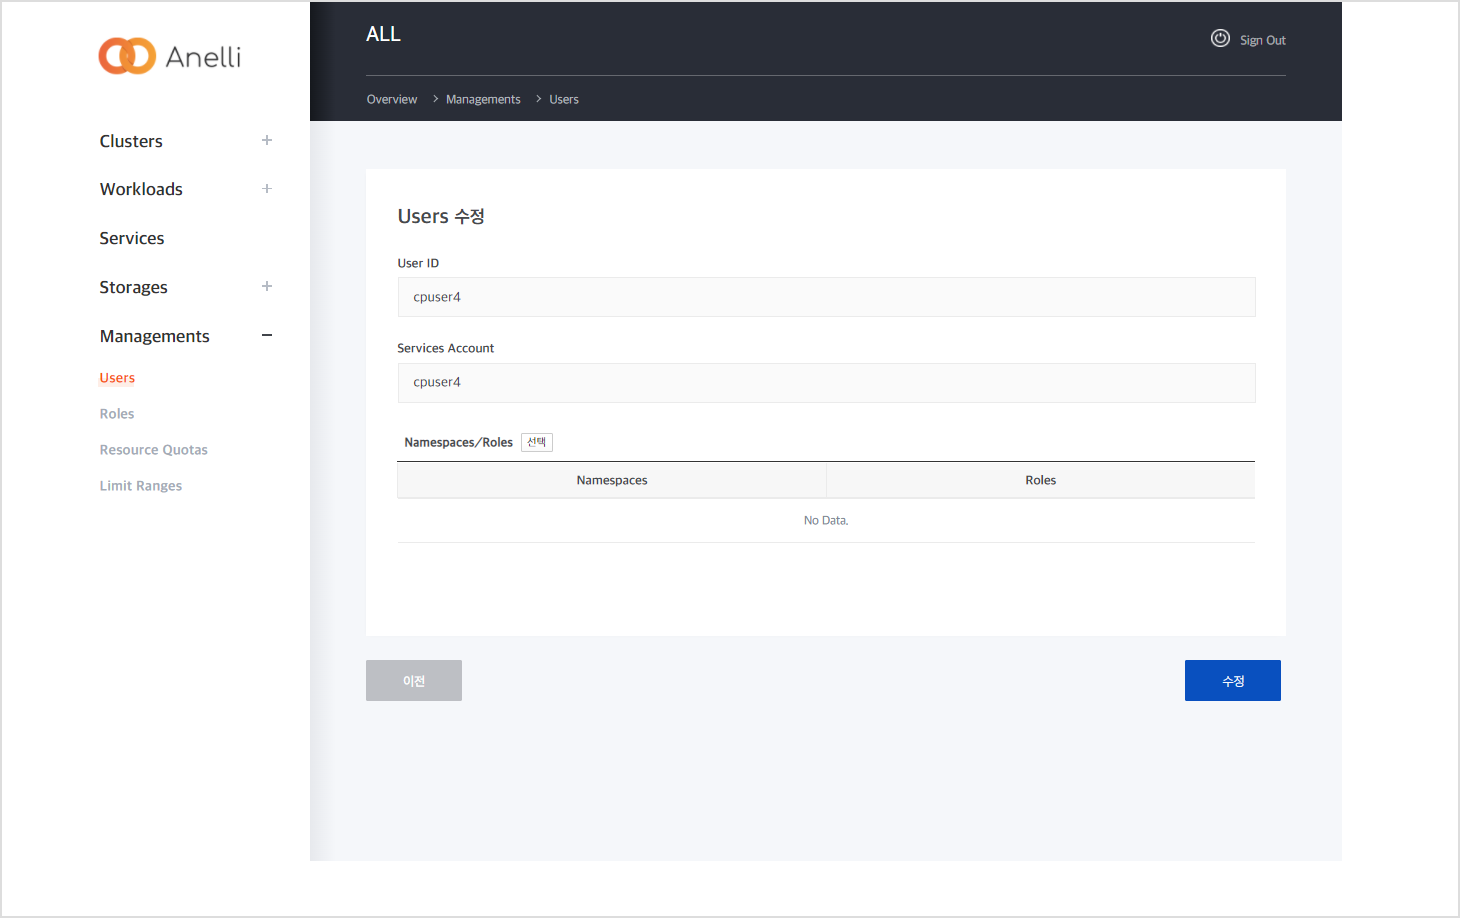 Anelli
Clusters
Workloads
Services
Storages
Managements
Users
Roles
Resource Quotas
Limit Ranges
ALL
Sign Out
Overview > Managements > Users
Users 수정
User ID
cpuser4
Services Account
cpuser4
Namespaces/Roles 선택
Namespaces Roles
No Data.
이전 수정